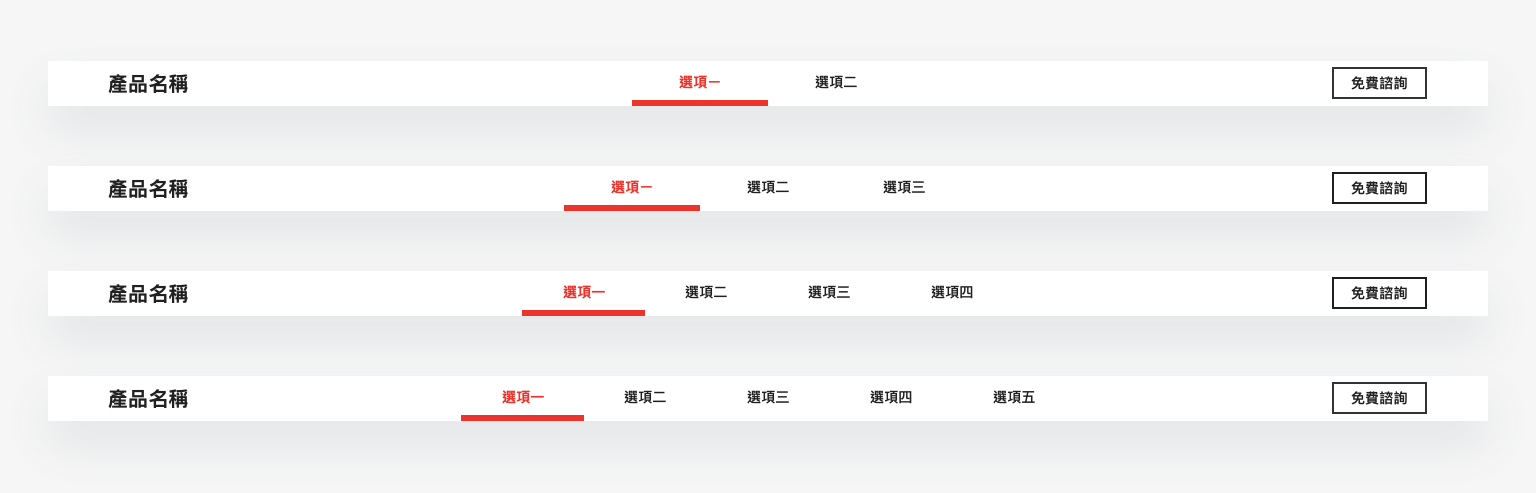 產品名稱 選項一 選項二 免費諮詢
產品名稱 選項一 選項二 選項三 免費諮詢
產品名稱 選項一 選項二 選項三 選項四 免費諮詢
產品名稱 選項一 選項二 選項三 選項四 選項五 免費諮詢